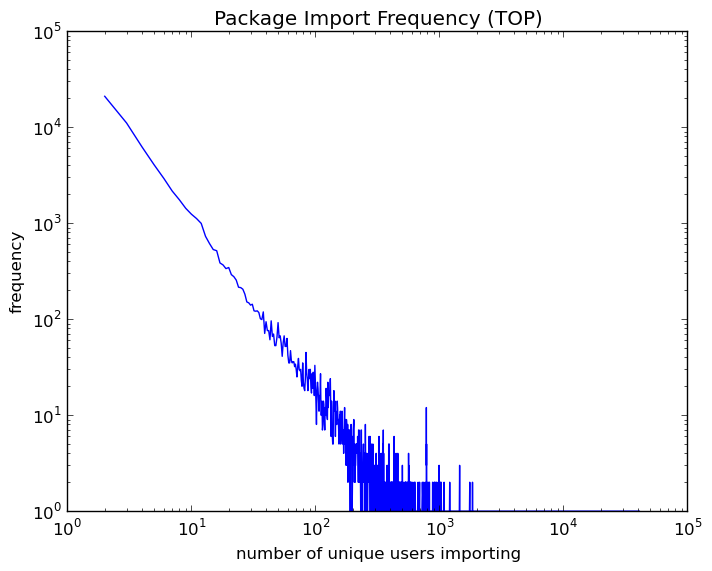 Package Import Frequency (TOP)
10^5
10^4
10^3
10^2
10^1
10^0
frequency
10^0 10^1 10^2 10^3 10^4 10^5
number of unique users importing